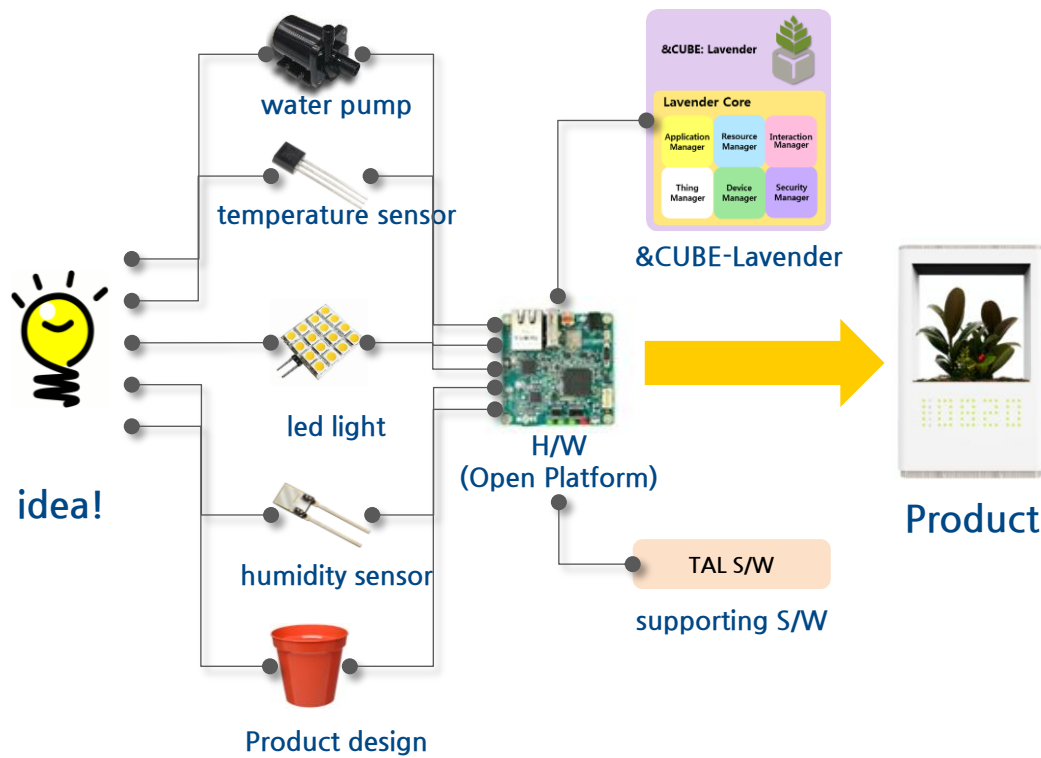 water pump
temperature sensor
led light
humidity sensor
Product design
idea!
H/W
(Open Platform)
&CUBE: Lavender
Lavender Core
Application
Manager
Resource
Manager
Interaction
Manager
Thing
Manager
Device
Manager
Security
Manager
&CUBE-Lavender
TAL S/W
supporting S/W
Product